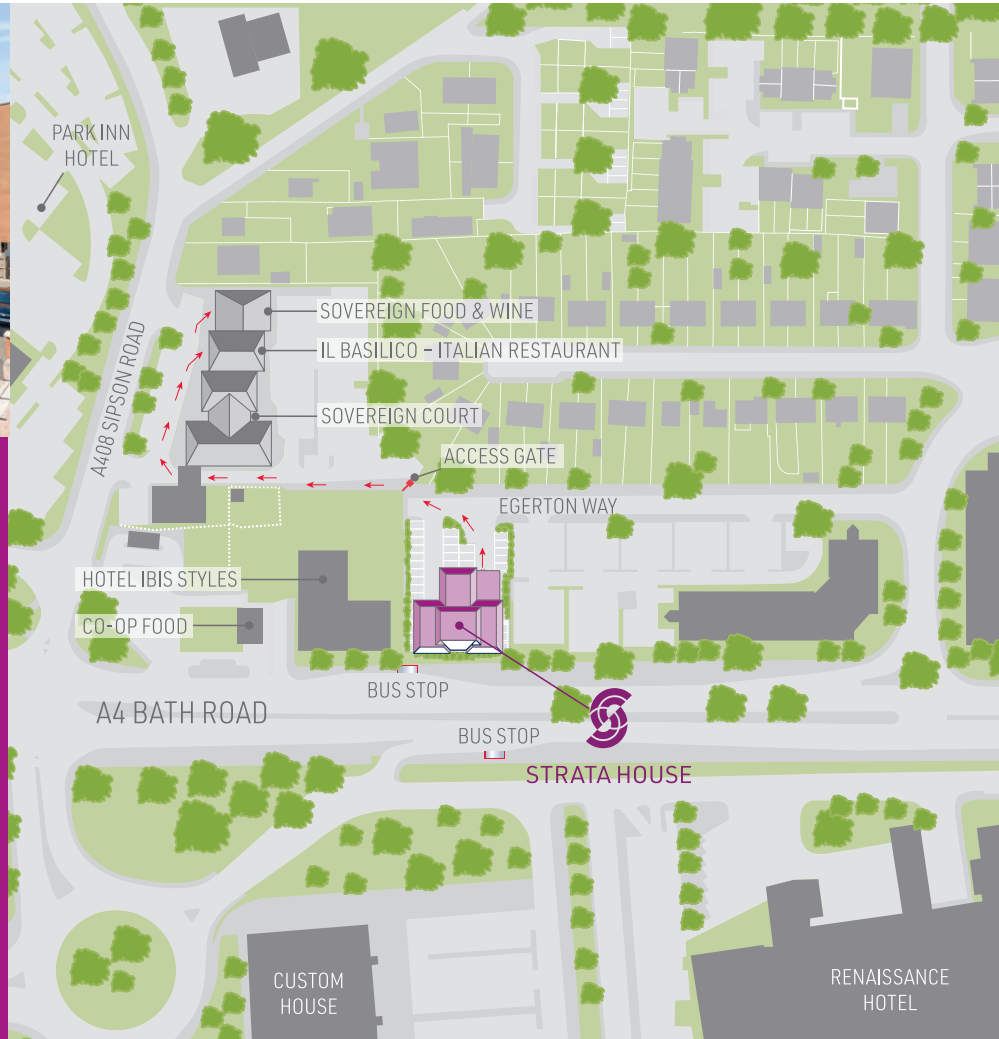 PARK INN
HOTEL
SOVEREIGN FOOD & WINE
IL BASILICO – ITALIAN RESTAURANT
A408 SIPSON ROAD
SOVEREIGN COURT
ACCESS GATE
EGERTON WAY
HOTEL IBIS STYLES
CO-OP FOOD
BUS STOP
A4 BATH ROAD
BUS STOP
STRATA HOUSE
CUSTOM
HOUSE
RENAISSANCE
HOTEL